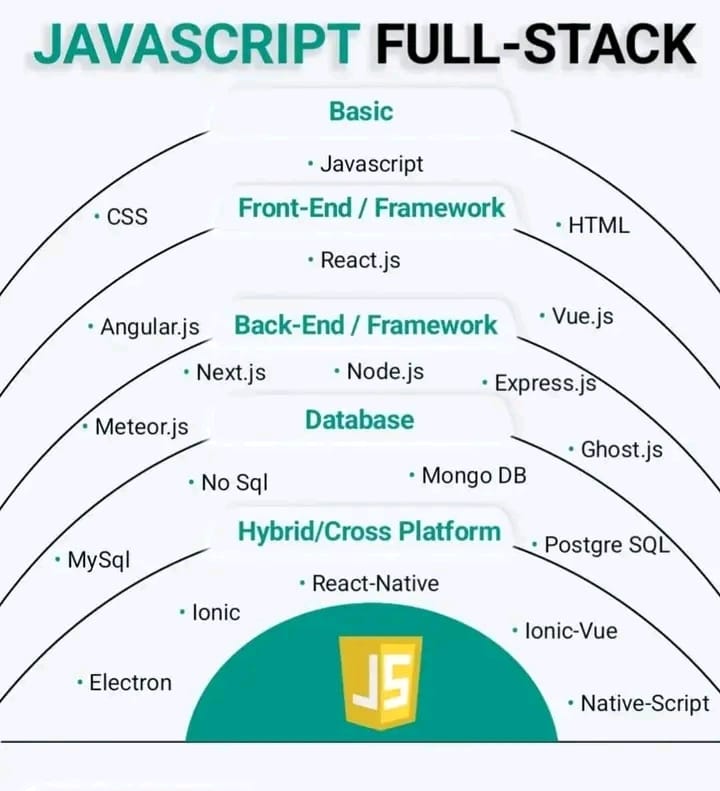 JAVASCRIPT FULL-STACK
Basic
• Javascript
• CSS
• HTML
Front-End / Framework
• React.js
• Angular.js
• Vue.js
Back-End / Framework
• Next.js
• Node.js
• Express.js
• Meteor.js
• Ghost.js
Database
• No Sql
• Mongo DB
• MySql
• Postgre SQL
Hybrid/Cross Platform
• React-Native
• Ionic
• Ionic-Vue
• Electron
• Native-Script
JS